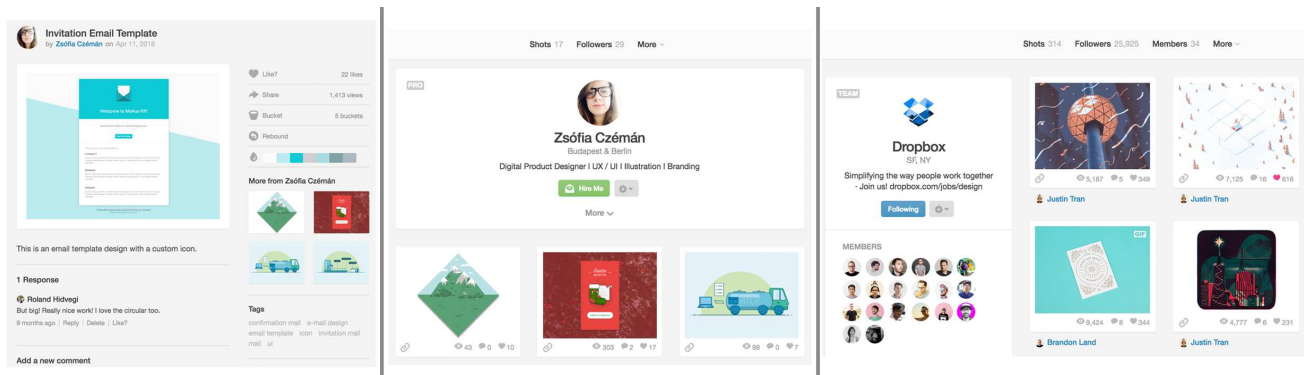 Invitation Email Template
by Zsófia Czémán on Apr 11, 2018
Welcome to Mokus API!
Like? 22 likes
Share 1,413 views
Bucket 5 buckets
Rebound
More from Zsófia Czémán
This is an email template design with a custom icon.
1 Response
Roland Hidvegi
But big! Really nice work! I love the circular too.
9 months ago | Reply | Delete | Like?
Add a new comment
Tags
confirmation mail e-mail design
email template icon invitation mail
mail ui
Shots 17 Followers 29 More
PRO
Zsófia Czémán
Budapest & Berlin
Digital Product Designer I UX / UI I Illustration I Branding
Hire Me
More
43 0 10
303 2 17
98 0 7
Shots 314 Followers 25,925 Members 34 More
TEAM
Dropbox
SF, NY
Simplifying the way people work together
· Join us! dropbox.com/jobs/design
Following
MEMBERS
5,187 5 349
Justin Tran
7,125 16 618
Justin Tran
GIF
9,424 8 344
Brandon Land
4,777 6 231
Justin Tran